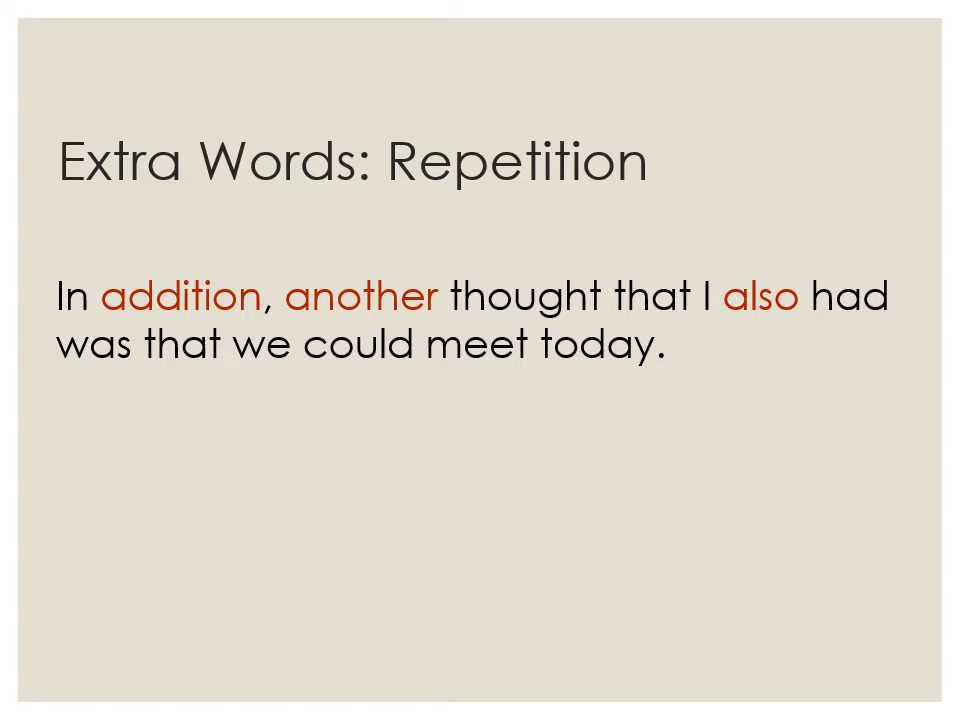 Extra Words: Repetition
In addition, another thought that I also had
was that we could meet today.